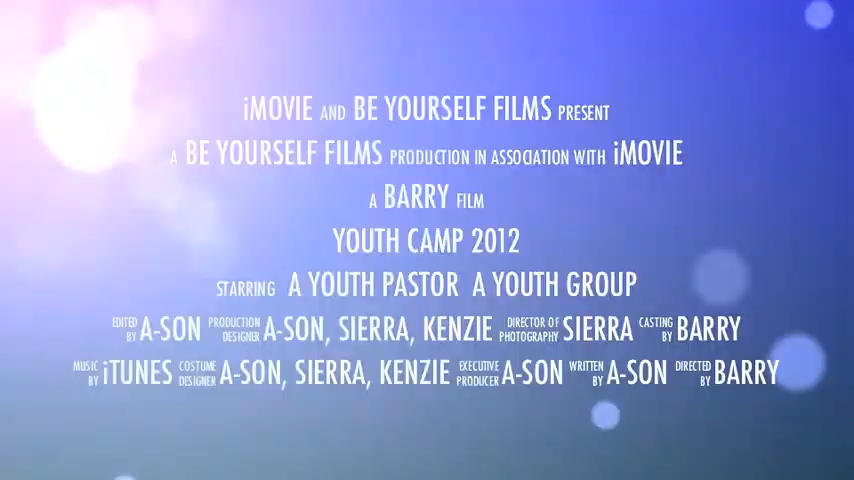 iMOVIE AND BE YOURSELF FILMS PRESENT
A BE YOURSELF FILMS PRODUCTION IN ASSOCIATION WITH iMOVIE
A BARRY FILM
YOUTH CAMP 2012
STARRING A YOUTH PASTOR A YOUTH GROUP
EDITED BY A-SON PRODUCTION DESIGNER A-SON, SIERRA, KENZIE DIRECTOR OF PHOTOGRAPHY SIERRA CASTING BY BARRY
MUSIC BY iTUNES COSTUME DESIGNER A-SON, SIERRA, KENZIE EXECUTIVE PRODUCER A-SON WRITTEN BY A-SON DIRECTED BY BARRY